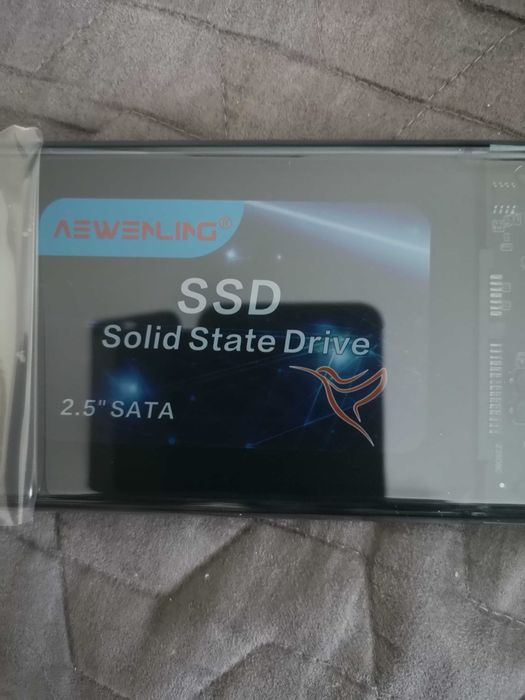 AEWENLING®
SSD
Solid State Drive
2.5" SATA